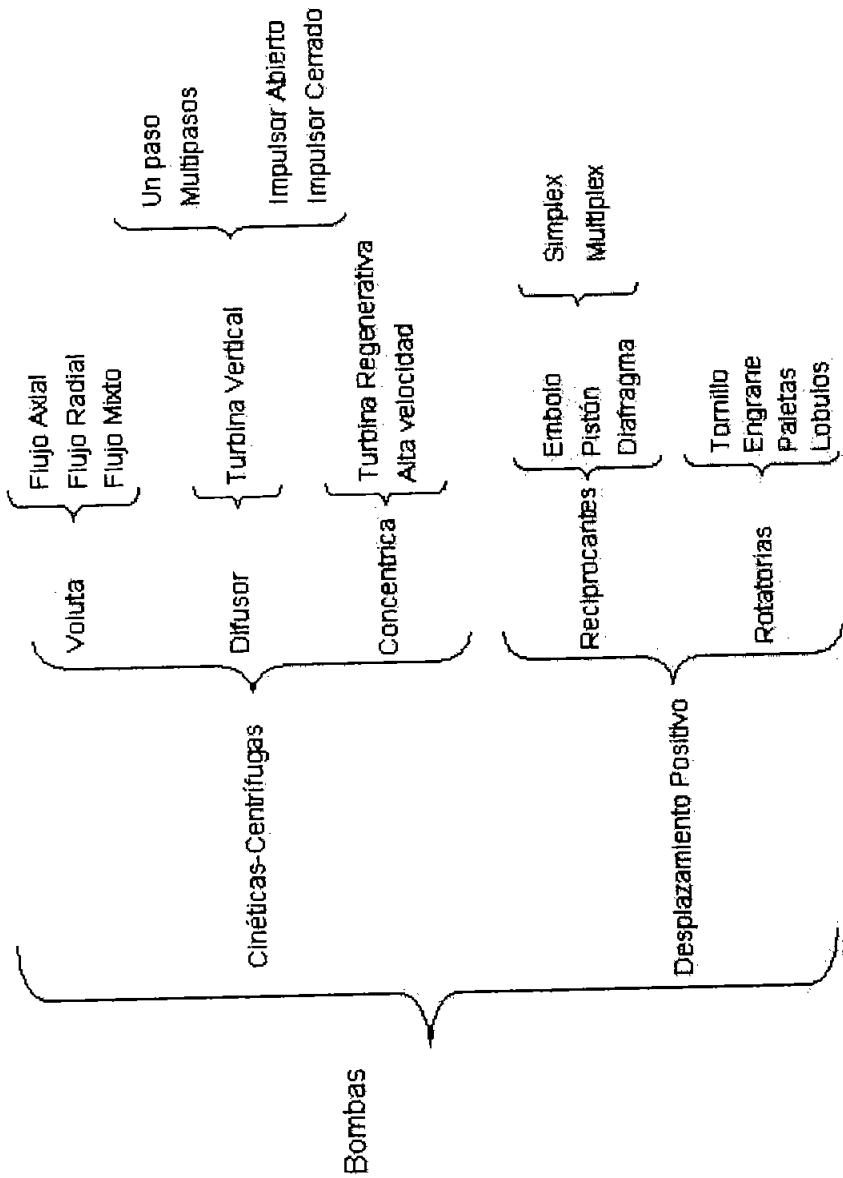 Bombas
Cinéticas-Centrífugas
Voluta
Flujo Axial
Flujo Radial
Flujo Mixto
Difusor
Turbina Vertical
Concentrica
Turbina Regenerativa
Alta velocidad
Un paso
Multipasos
Impulsor Abierto
Impulsor Cerrado
Desplazamiento Positivo
Reciprocantes
Embolo
Pistón
Diafragma
Simplex
Multiplex
Rotatorias
Tornillo
Engrane
Paletas
Lobulos